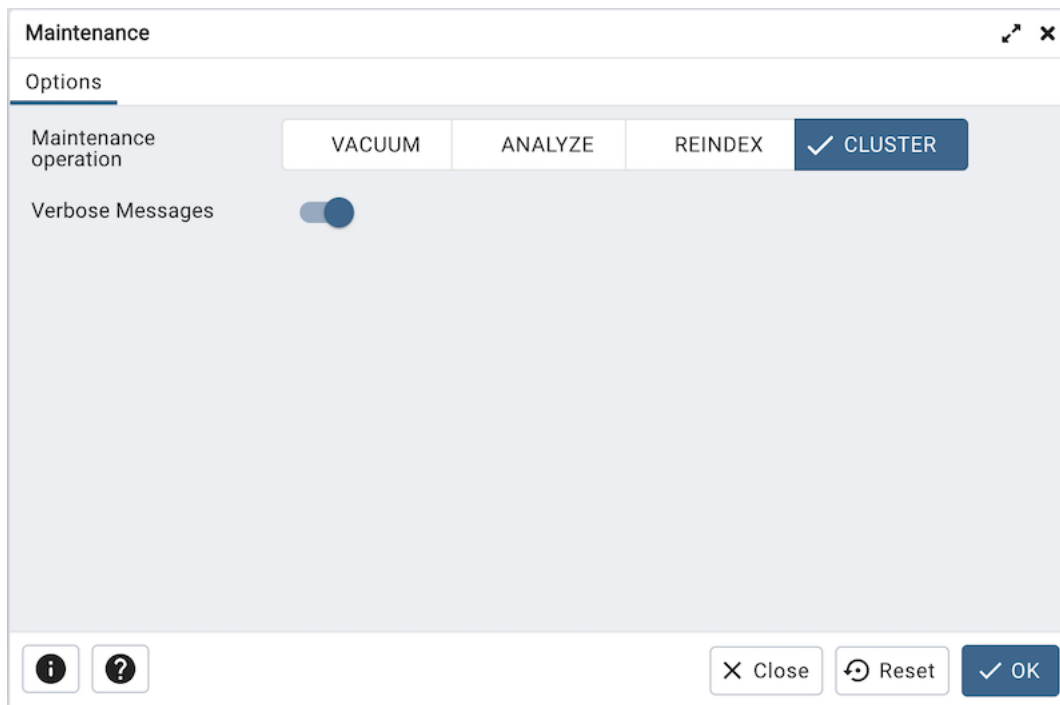 Maintenance
Options
Maintenance
operation
VACUUM ANALYZE REINDEX CLUSTER
Verbose Messages
Close Reset OK